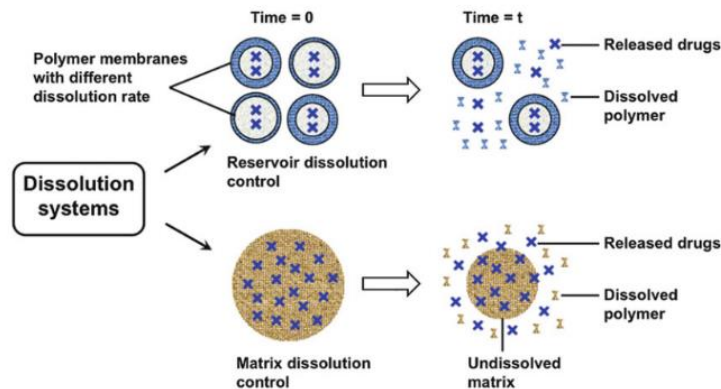 Time = 0
Time = t
Polymer membranes
with different
dissolution rate
Released drugs
Dissolved
polymer
Reservoir dissolution
control
Dissolution
systems
Released drugs
Dissolved
polymer
Matrix dissolution
control
Undissolved
matrix